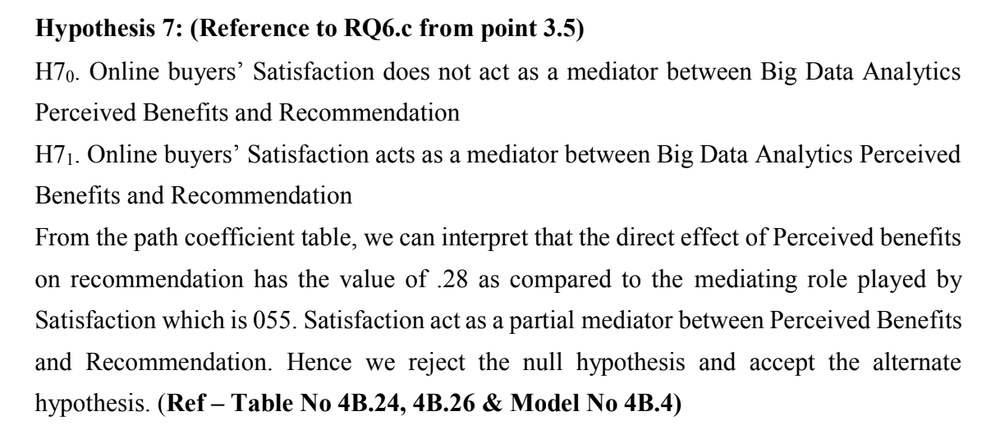 Hypothesis 7: (Reference to RQ6.c from point 3.5)
H7₀. Online buyers’ Satisfaction does not act as a mediator between Big Data Analytics
Perceived Benefits and Recommendation
H7₁. Online buyers’ Satisfaction acts as a mediator between Big Data Analytics Perceived
Benefits and Recommendation
From the path coefficient table, we can interpret that the direct effect of Perceived benefits
on recommendation has the value of .28 as compared to the mediating role played by
Satisfaction which is 055. Satisfaction act as a partial mediator between Perceived Benefits
and Recommendation. Hence we reject the null hypothesis and accept the alternate
hypothesis. (Ref – Table No 4B.24, 4B.26 & Model No 4B.4)